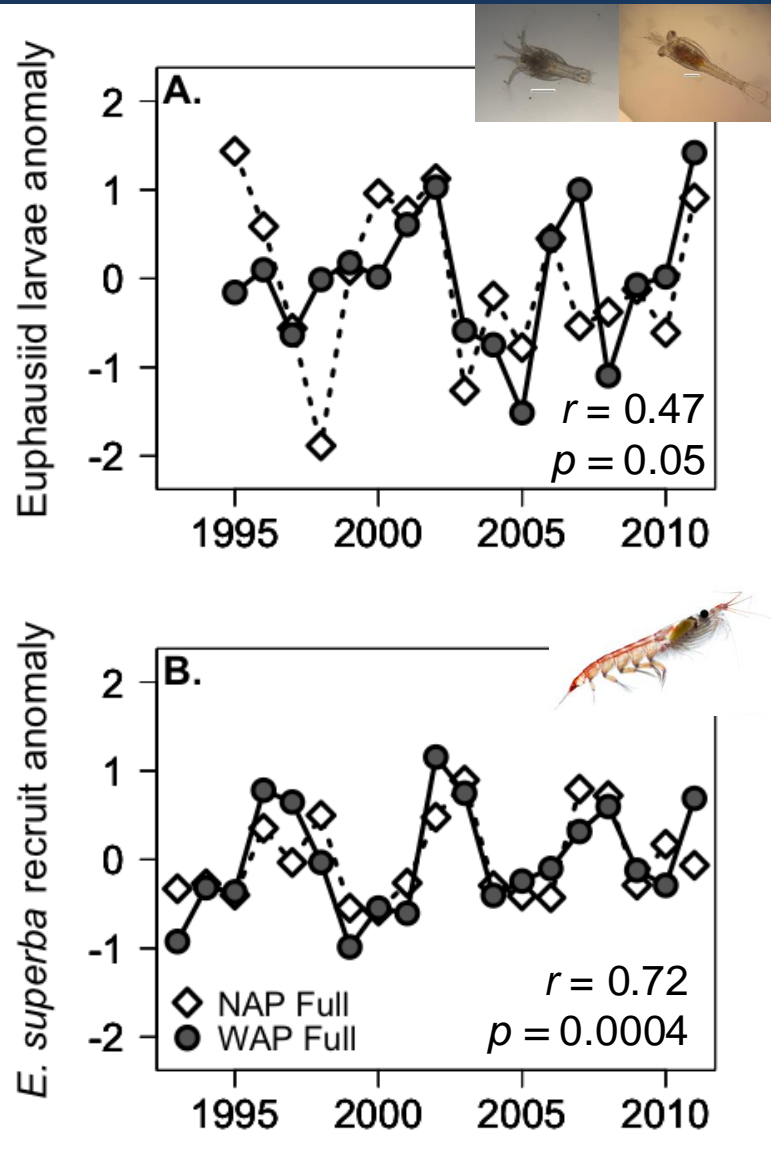 A.
Euphausiid larvae anomaly
2
1
0
-1
-2
r = 0.47
p = 0.05
1995 2000 2005 2010
B.
E. superba recruit anomaly
2
1
0
-1
-2
NAP Full
WAP Full
r = 0.72
p = 0.0004
1995 2000 2005 2010